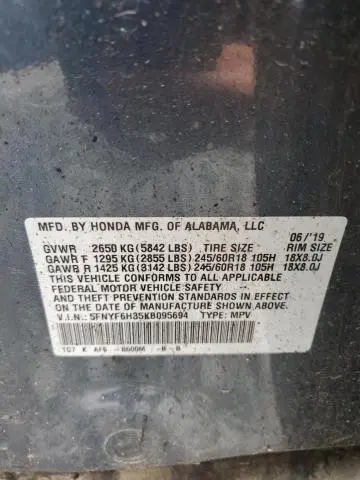 MFD. BY HONDA MFG. OF ALABAMA, LLC
06/'19
GVWR 2650 KG(5842 LBS) TIRE SIZE RIM SIZE
GAWR F 1295 KG(2855 LBS)245/60R18 105H 18X8.0J
GAWR R 1425 KG(3142 LBS)245/60R18 105H 18X8.0J
THIS VEHICLE CONFORMS TO ALL APPLICABLE
FEDERAL MOTOR VEHICLE SAFETY
AND THEFT PREVENTION STANDARDS IN EFFECT
ON THE DATE OF MANUFACTURE SHOWN ABOVE.
V.I.N.: 5FNYF6H35KB095694 TYPE: MPV
K -B600M -B-B